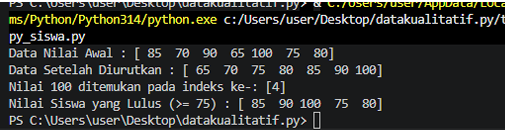 PS C:\Users\user\Desktop\datakualitatif.py> & C:/Users/user/AppData/Loca
ms/Python/Python314/python.exe c:/Users/user/Desktop/datakualitatif.py/
py_siswa.py
Data Nilai Awal : [ 85  70  90  65 100  75  80]
Data Setelah Diurutkan : [ 65  70  75  80  85  90 100]
Nilai 100 ditemukan pada indeks ke-: [4]
Nilai Siswa yang Lulus (>= 75) : [ 85  90 100  75  80]
PS C:\Users\user\Desktop\datakualitatif.py>